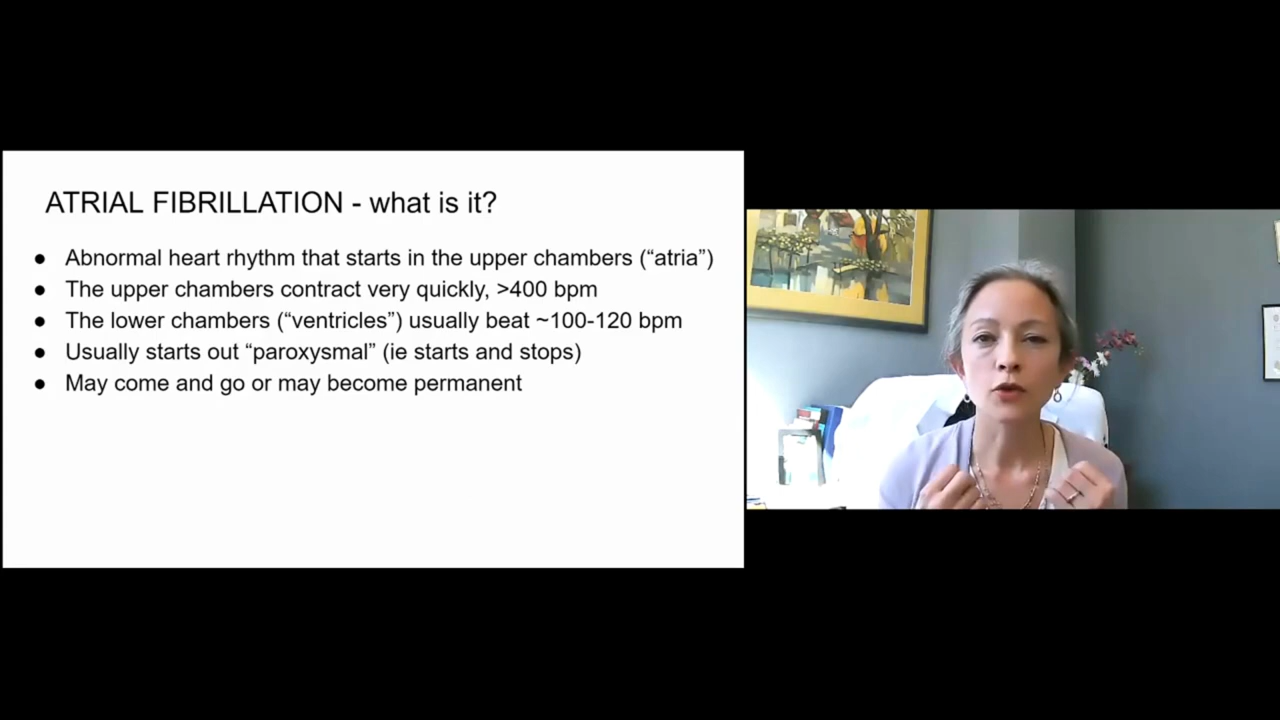 ATRIAL FIBRILLATION - what is it?
● Abnormal heart rhythm that starts in the upper chambers (“atria”)
● The upper chambers contract very quickly, >400 bpm
● The lower chambers (“ventricles”) usually beat ~100-120 bpm
● Usually starts out “paroxysmal” (ie starts and stops)
● May come and go or may become permanent